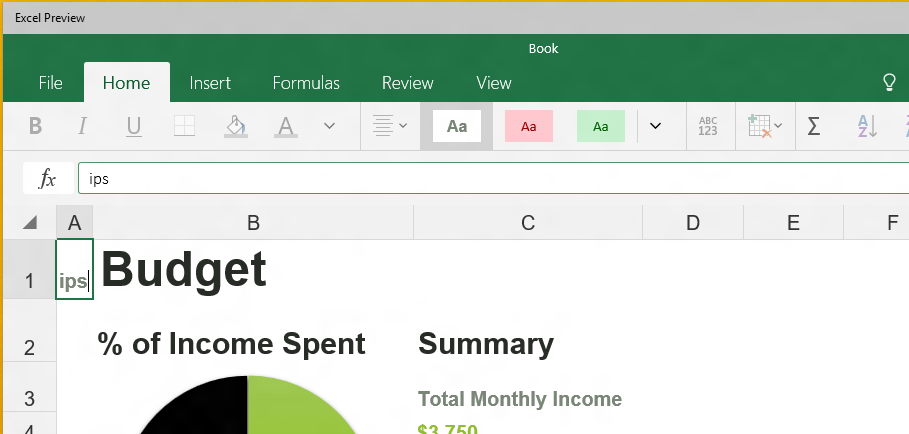 Excel Preview
Book
File Home Insert Formulas Review View
B I U A Aa Aa Aa ABC 123 Σ A Z
fx ips
A B C D E F
1 ips Budget
2 % of Income Spent Summary
3 Total Monthly Income
4 $3,750